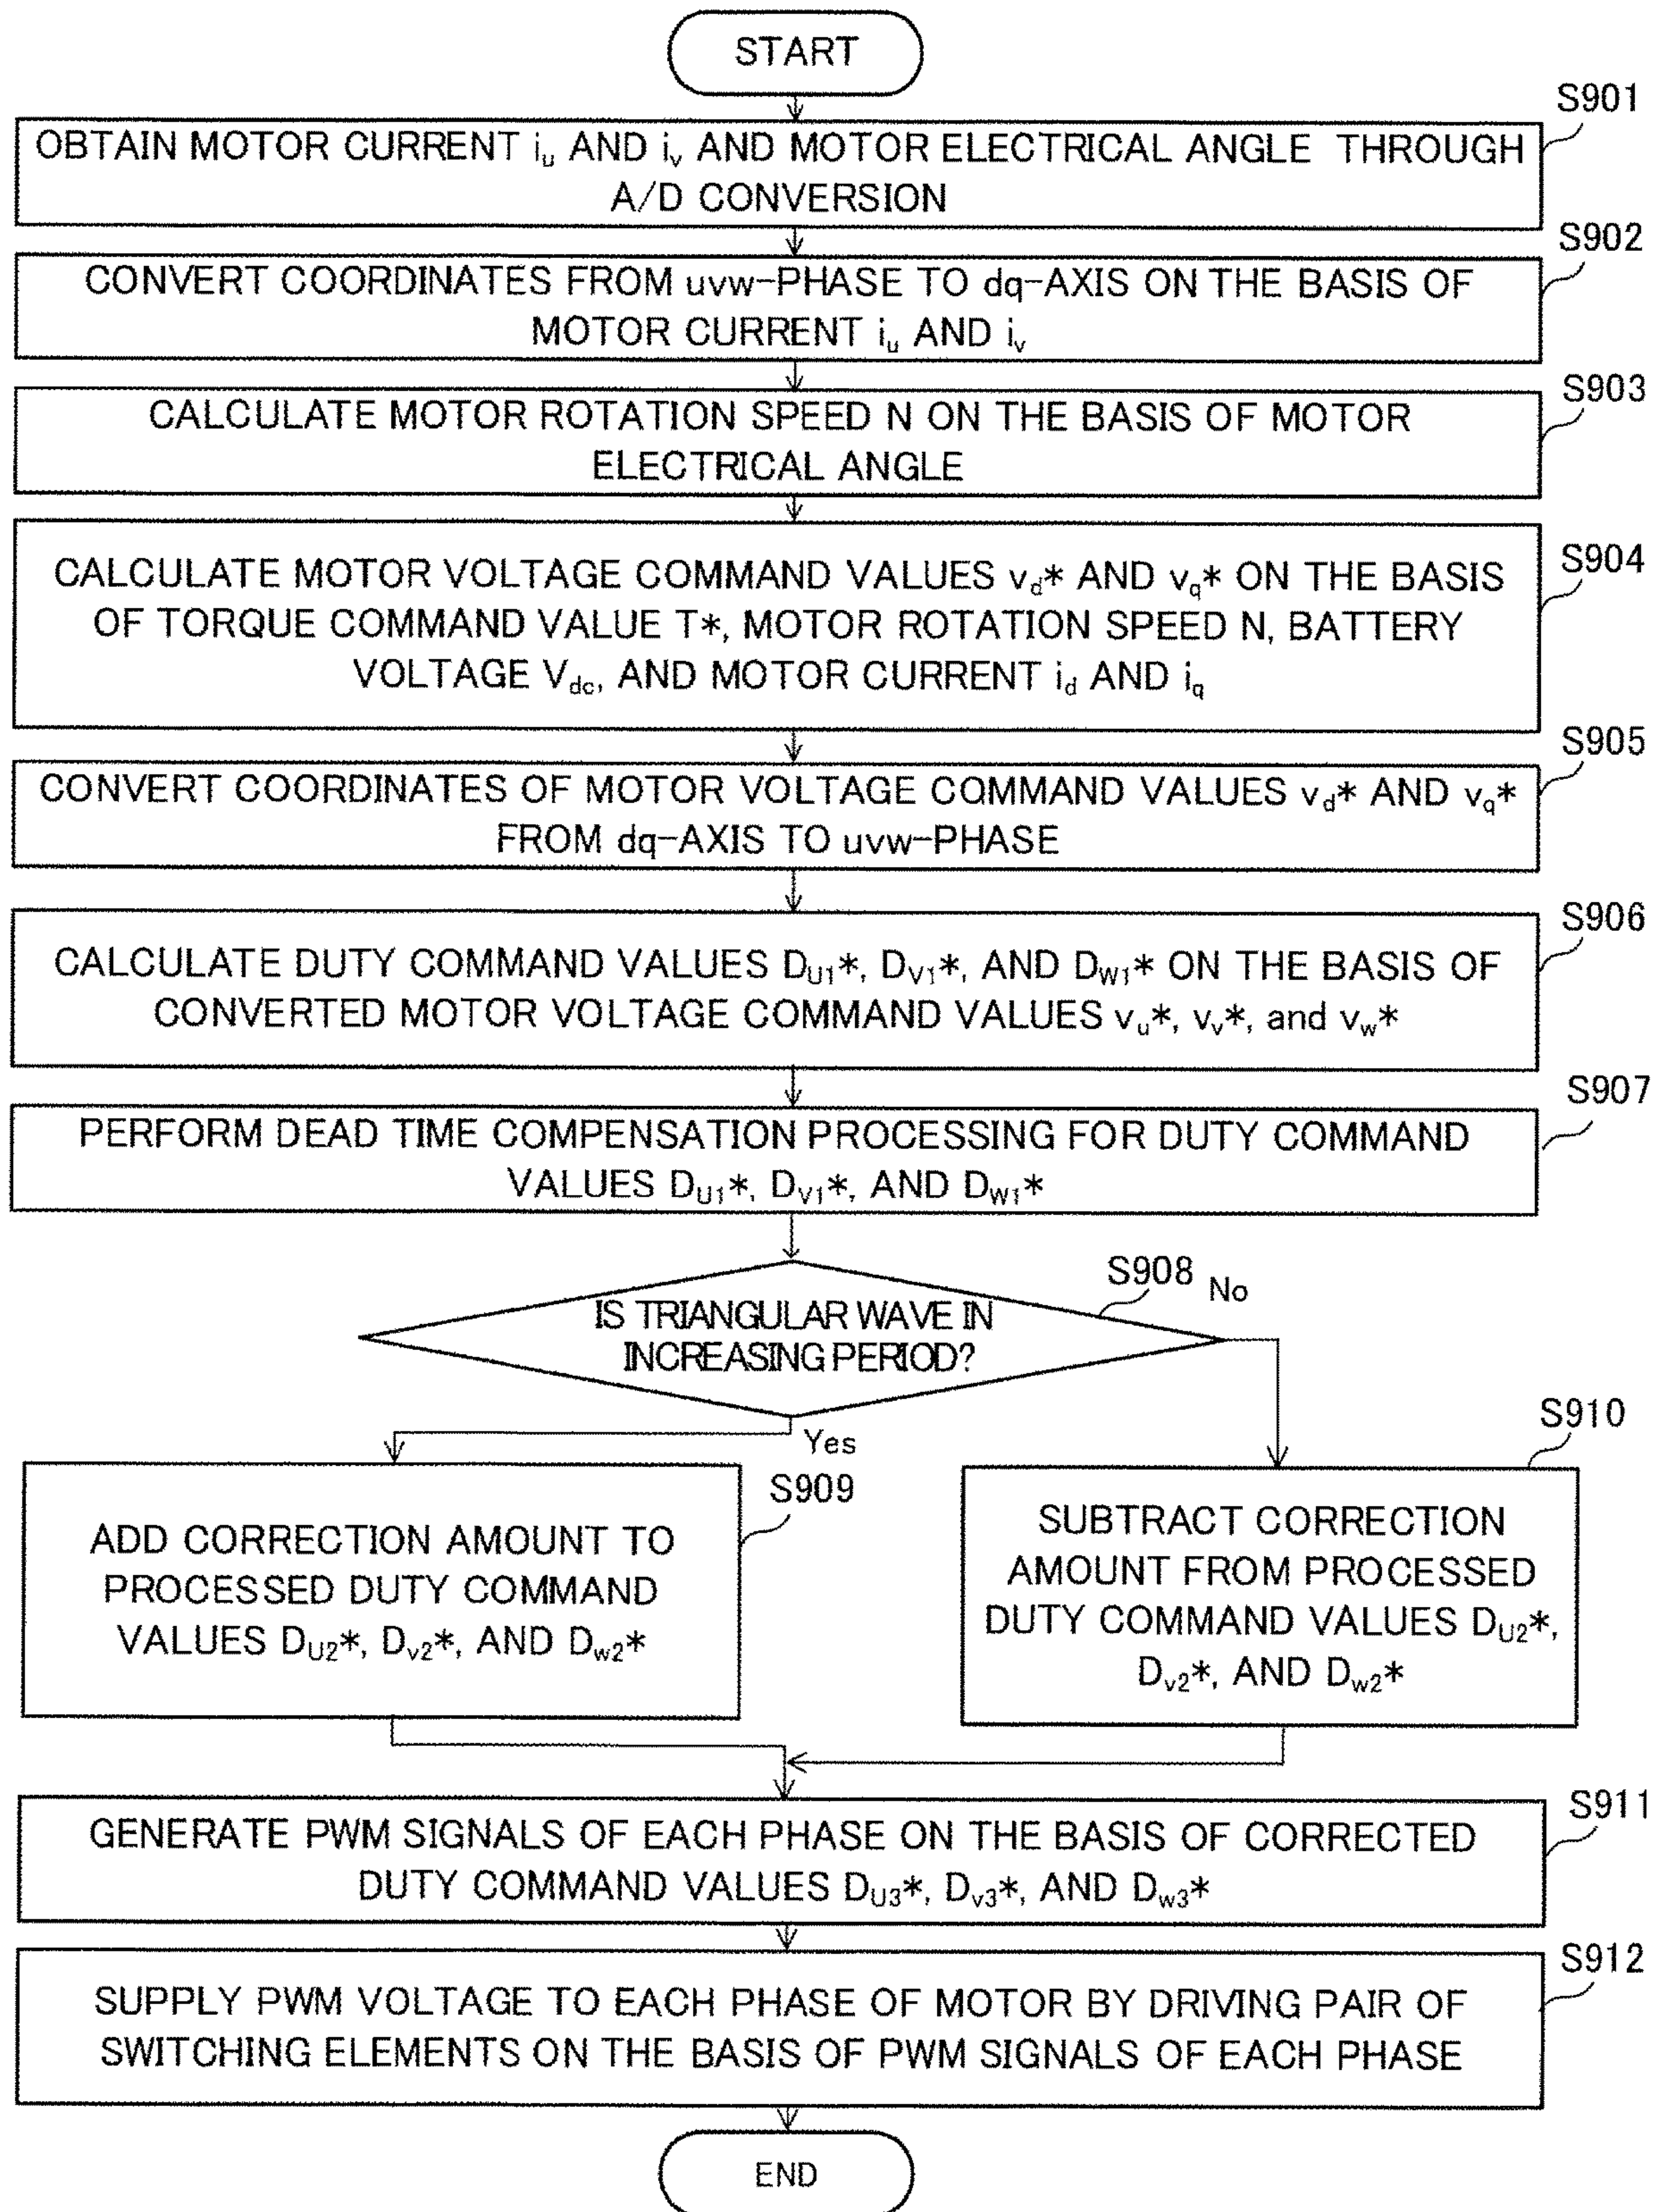 START
S901
OBTAIN MOTOR CURRENT iu AND iv AND MOTOR ELECTRICAL ANGLE THROUGH
A/D CONVERSION
S902
CONVERT COORDINATES FROM uvw-PHASE TO dq-AXIS ON THE BASIS OF
MOTOR CURRENT iu AND iv
S903
CALCULATE MOTOR ROTATION SPEED N ON THE BASIS OF MOTOR
ELECTRICAL ANGLE
S904
CALCULATE MOTOR VOLTAGE COMMAND VALUES vd* AND vq* ON THE BASIS
OF TORQUE COMMAND VALUE T*, MOTOR ROTATION SPEED N, BATTERY
VOLTAGE Vdc, AND MOTOR CURRENT id AND iq
S905
CONVERT COORDINATES OF MOTOR VOLTAGE COMMAND VALUES vd* AND vq*
FROM dq-AXIS TO uvw-PHASE
S906
CALCULATE DUTY COMMAND VALUES DU1*, DV1*, AND DW1* ON THE BASIS OF
CONVERTED MOTOR VOLTAGE COMMAND VALUES vu*, vv*, and vw*
S907
PERFORM DEAD TIME COMPENSATION PROCESSING FOR DUTY COMMAND
VALUES DU1*, DV1*, AND DW1*
S908
No
IS TRIANGULAR WAVE IN
INCREASING PERIOD?
Yes
S909
ADD CORRECTION AMOUNT TO
PROCESSED DUTY COMMAND
VALUES DU2*, Dv2*, AND Dw2*
S910
SUBTRACT CORRECTION
AMOUNT FROM PROCESSED
DUTY COMMAND VALUES DU2*,
Dv2*, AND Dw2*
S911
GENERATE PWM SIGNALS OF EACH PHASE ON THE BASIS OF CORRECTED
DUTY COMMAND VALUES DU3*, Dv3*, AND Dw3*
S912
SUPPLY PWM VOLTAGE TO EACH PHASE OF MOTOR BY DRIVING PAIR OF
SWITCHING ELEMENTS ON THE BASIS OF PWM SIGNALS OF EACH PHASE
END